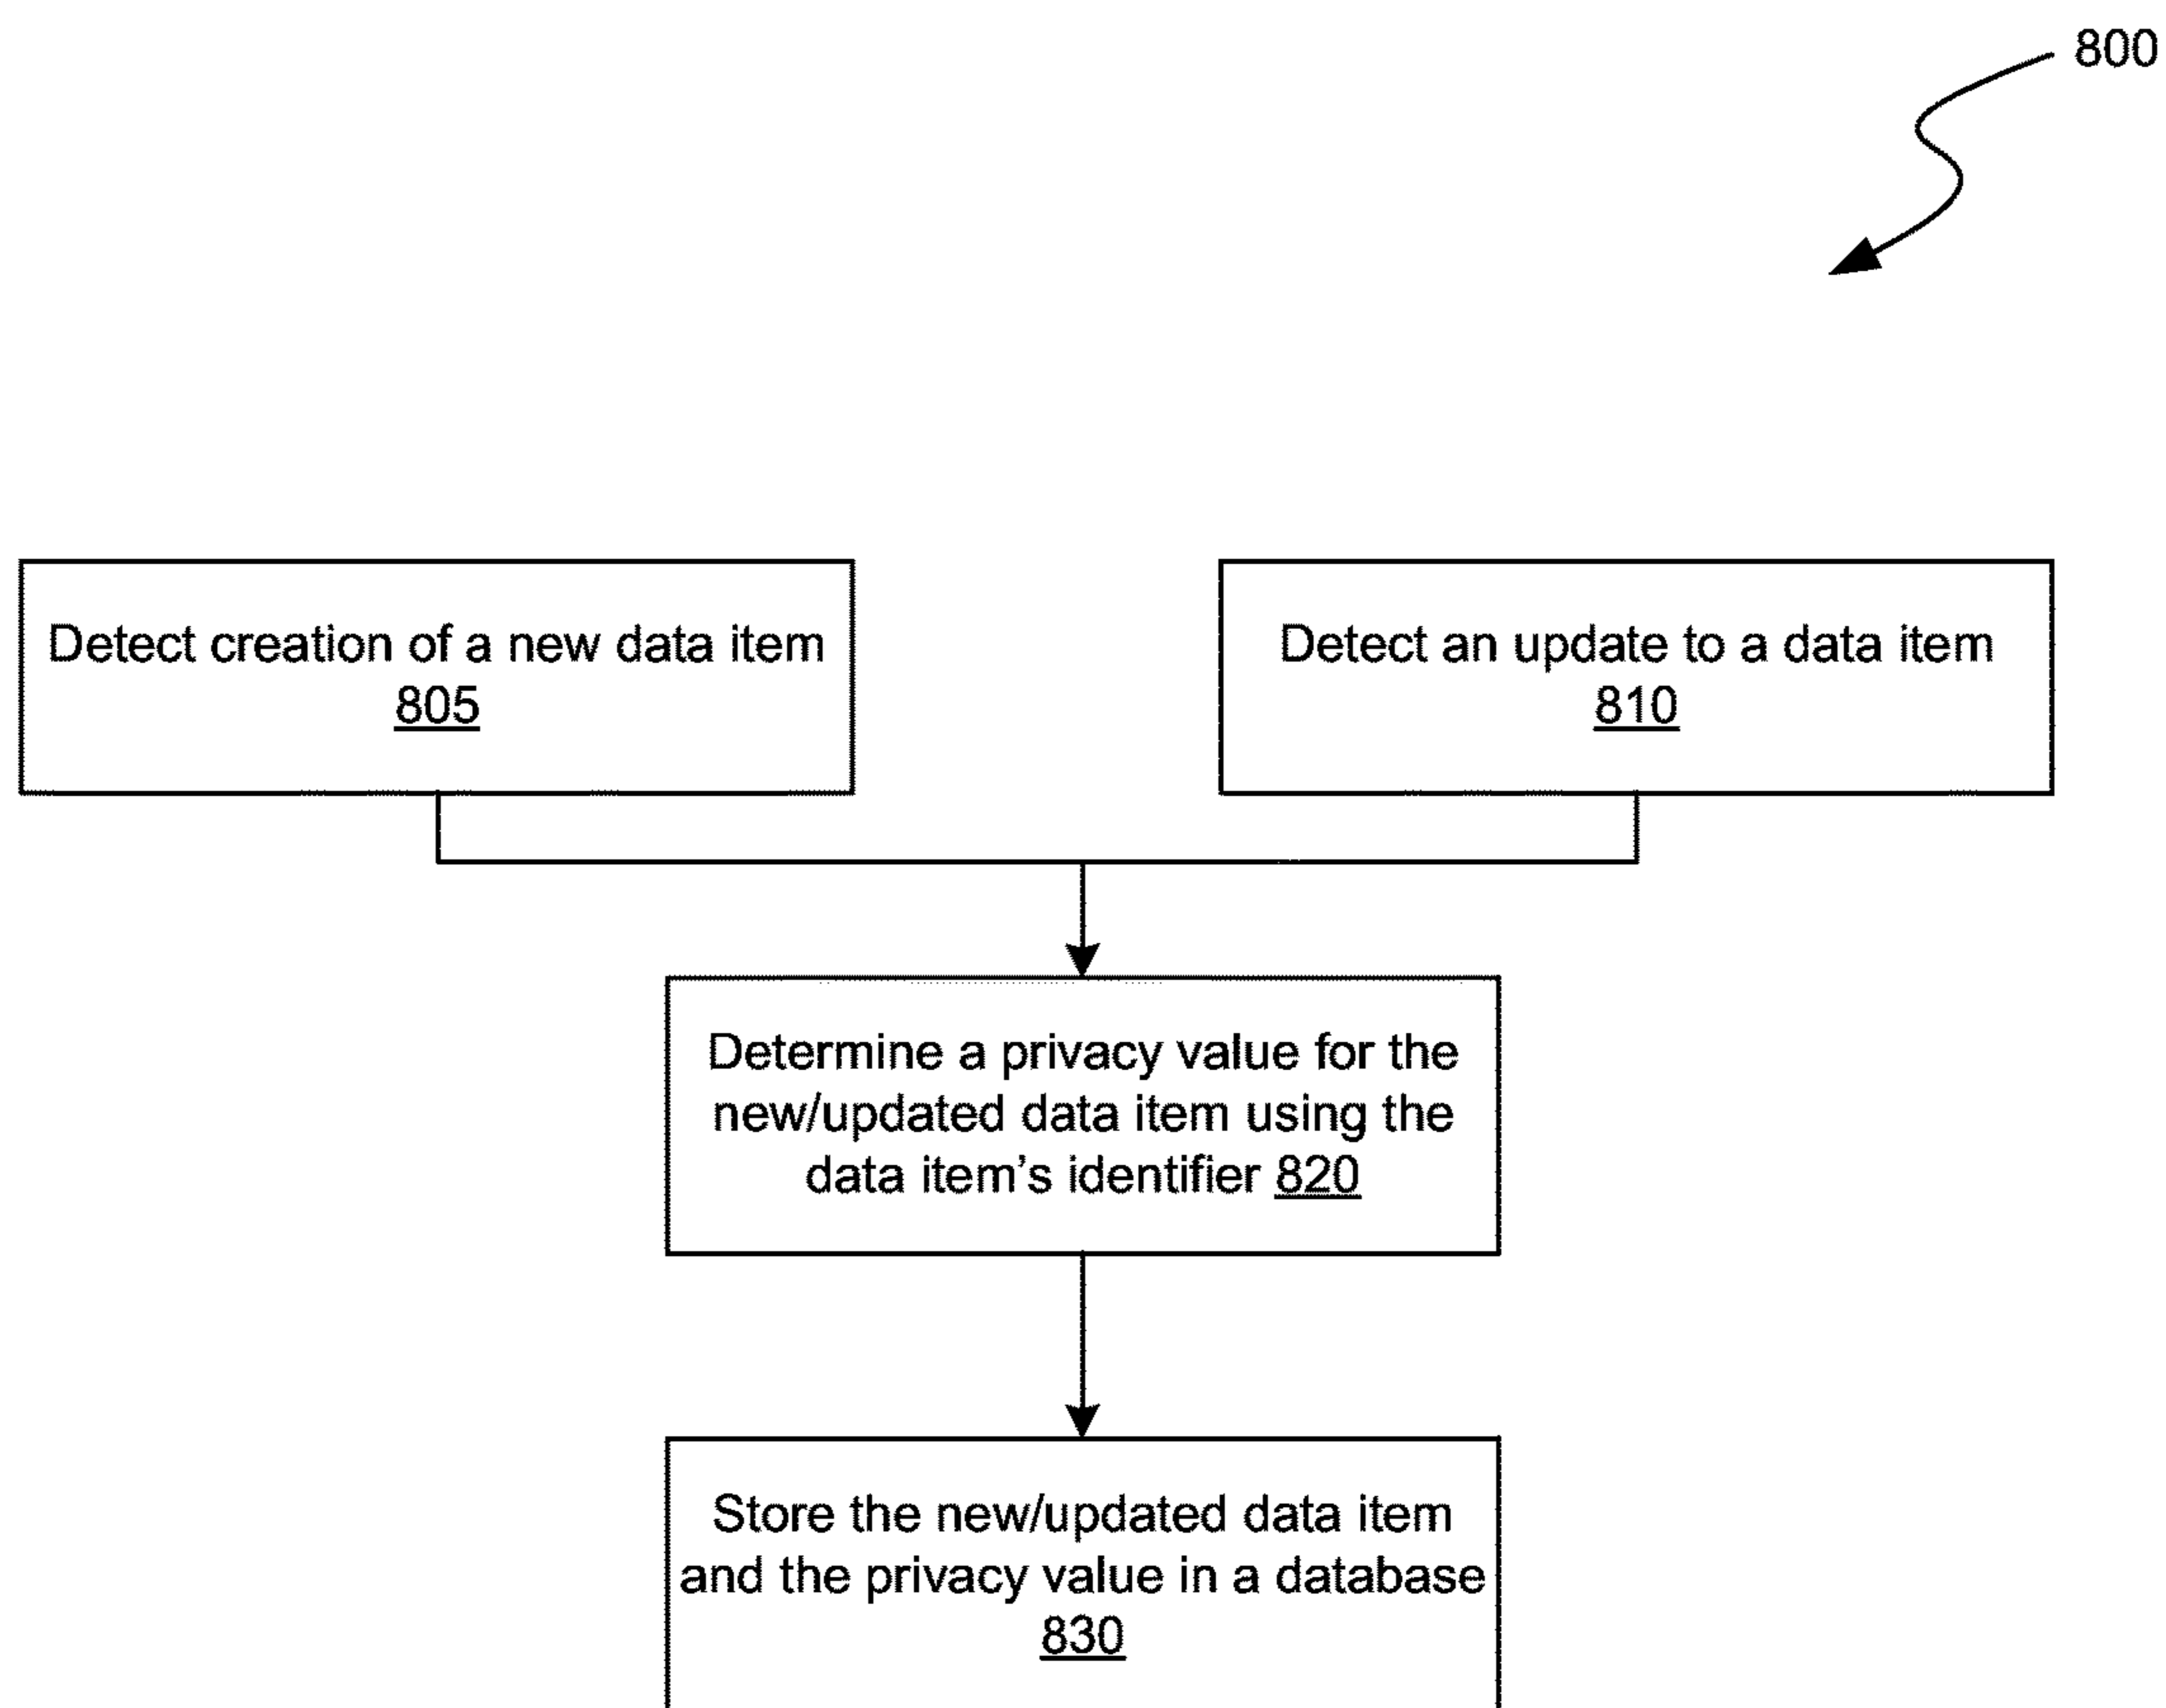 800
Detect creation of a new data item
805
Detect an update to a data item
810
Determine a privacy value for the
new/updated data item using the
data item's identifier 820
Store the new/updated data item
and the privacy value in a database
830